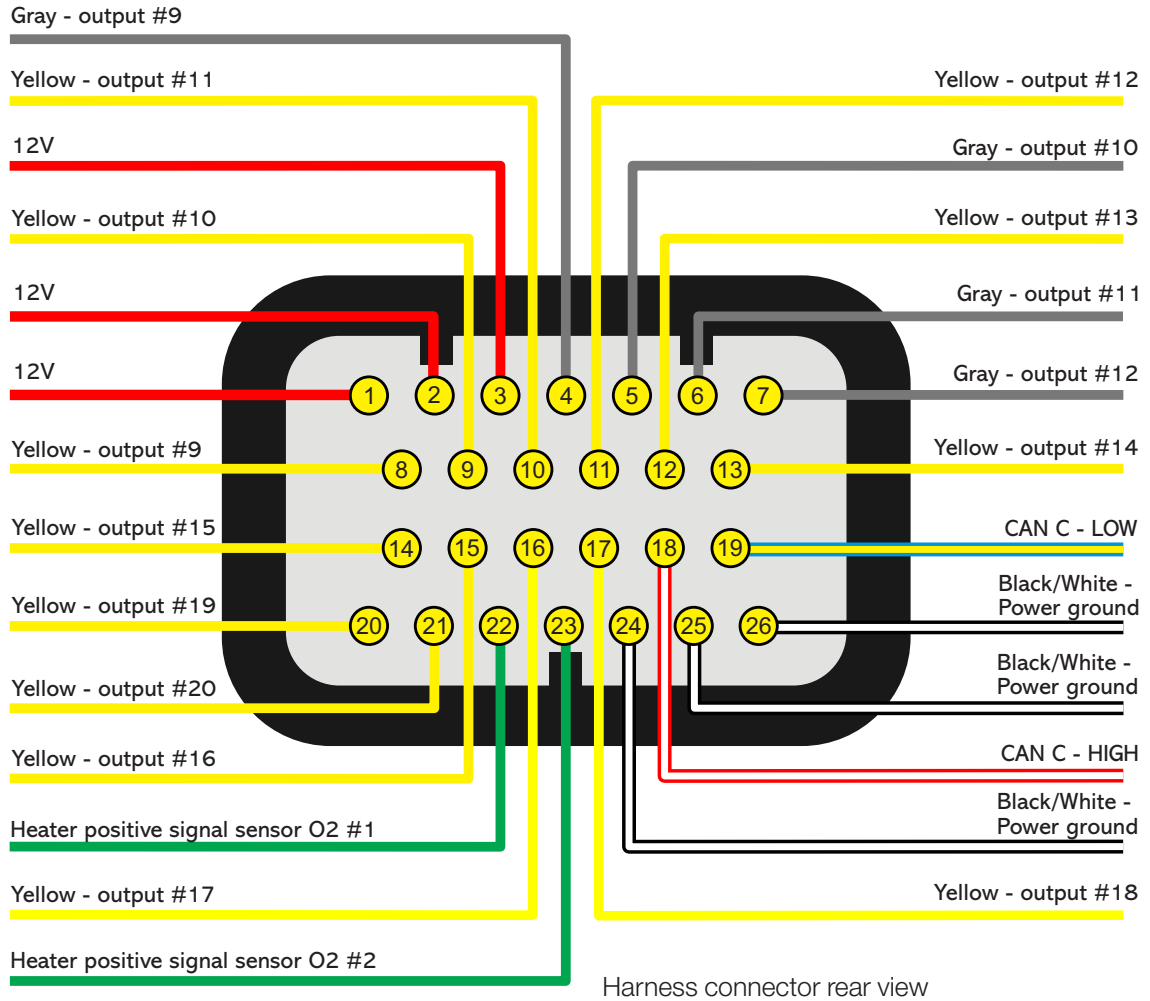 Gray - output #9
Yellow - output #11
Yellow - output #12
12V
Gray - output #10
Yellow - output #10
Yellow - output #13
12V
Gray - output #11
12V
Gray - output #12
1 2 3 4 5 6 7
Yellow - output #9
Yellow - output #14
8 9 10 11 12 13
Yellow - output #15
CAN C - LOW
14 15 16 17 18 19
Yellow - output #19
Black/White -
Power ground
20 21 22 23 24 25 26
Yellow - output #20
Black/White -
Power ground
Yellow - output #16
CAN C - HIGH
Heater positive signal sensor O2 #1
Black/White -
Power ground
Yellow - output #17
Yellow - output #18
Heater positive signal sensor O2 #2
Harness connector rear view